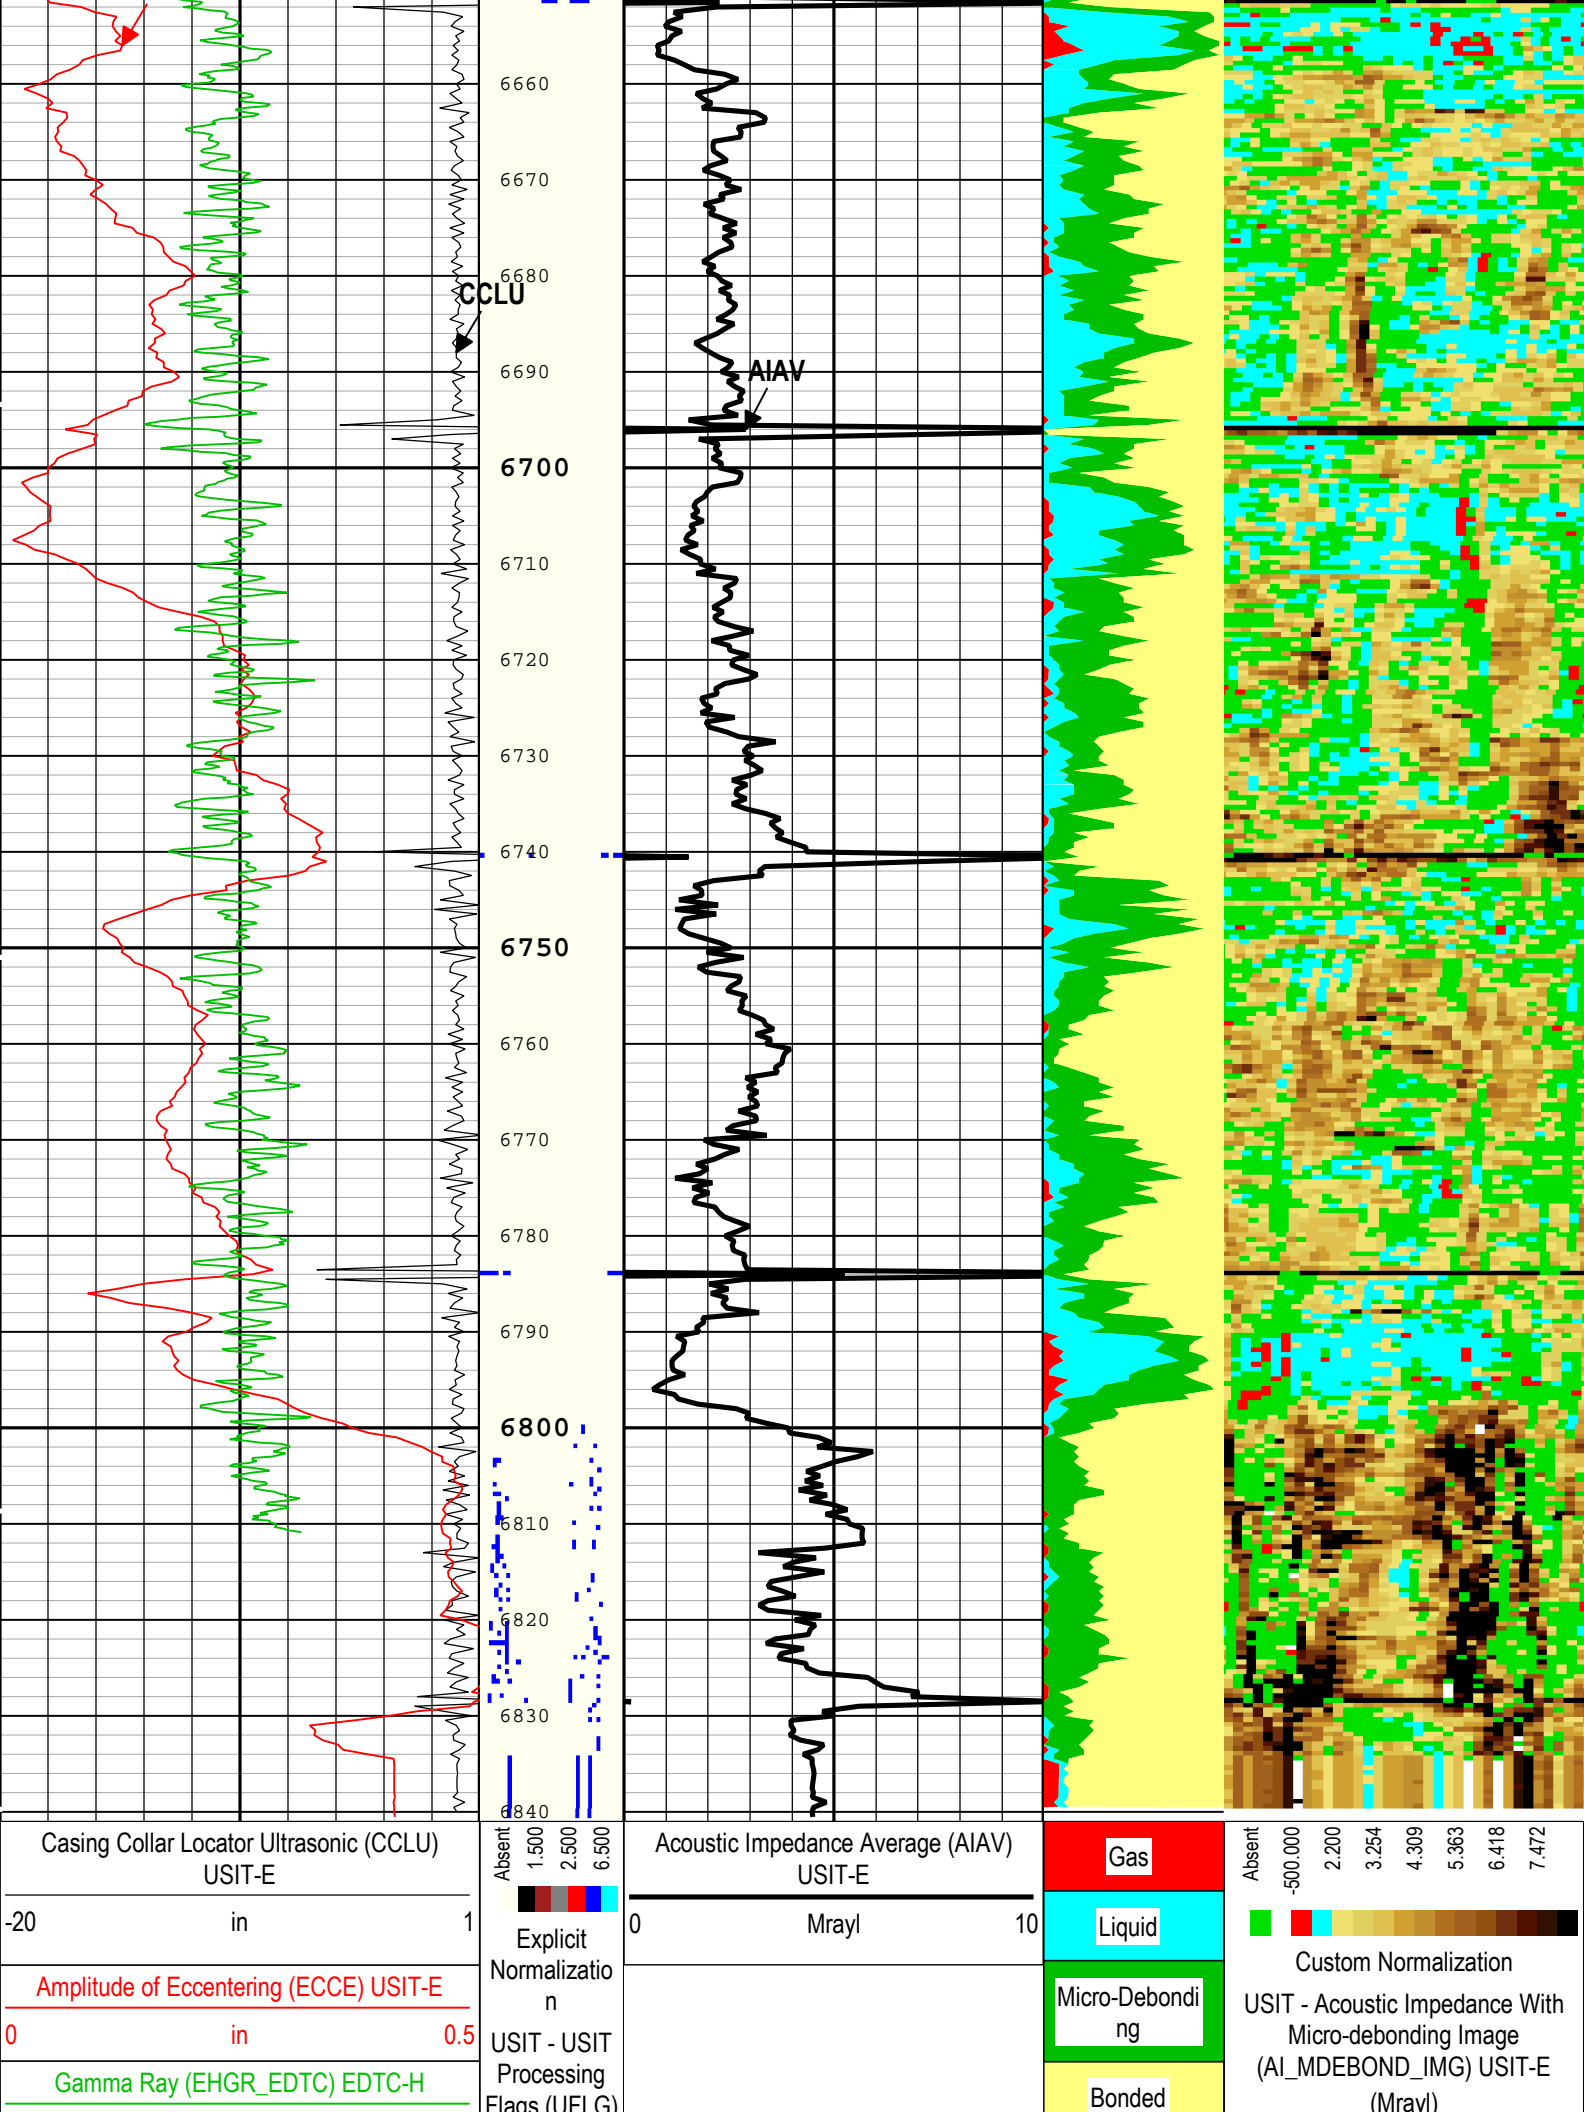 6660
6670
6680
CCLU
6690
AIAV
6700
6710
6720
6730
6740
6750
6760
6770
6780
6790
6800
6810
6820
6830
6840
Casing Collar Locator Ultrasonic (CCLU)
USIT-E
-20 in 1
Amplitude of Eccentering (ECCE) USIT-E
0 in 0.5
Gamma Ray (EHGR_EDTC) EDTC-H
Absent
1.500
2.500
6.500
Explicit
Normalizatio
n
USIT - USIT
Processing
Flags (UFLG)
Acoustic Impedance Average (AIAV)
USIT-E
0 Mrayl 10
Gas
Liquid
Micro-Debondi
ng
Bonded
Absent
-500.000
2.200
3.254
4.309
5.363
6.418
7.472
Custom Normalization
USIT - Acoustic Impedance With
Micro-debonding Image
(AI_MDEBOND_IMG) USIT-E
(Mrayl)